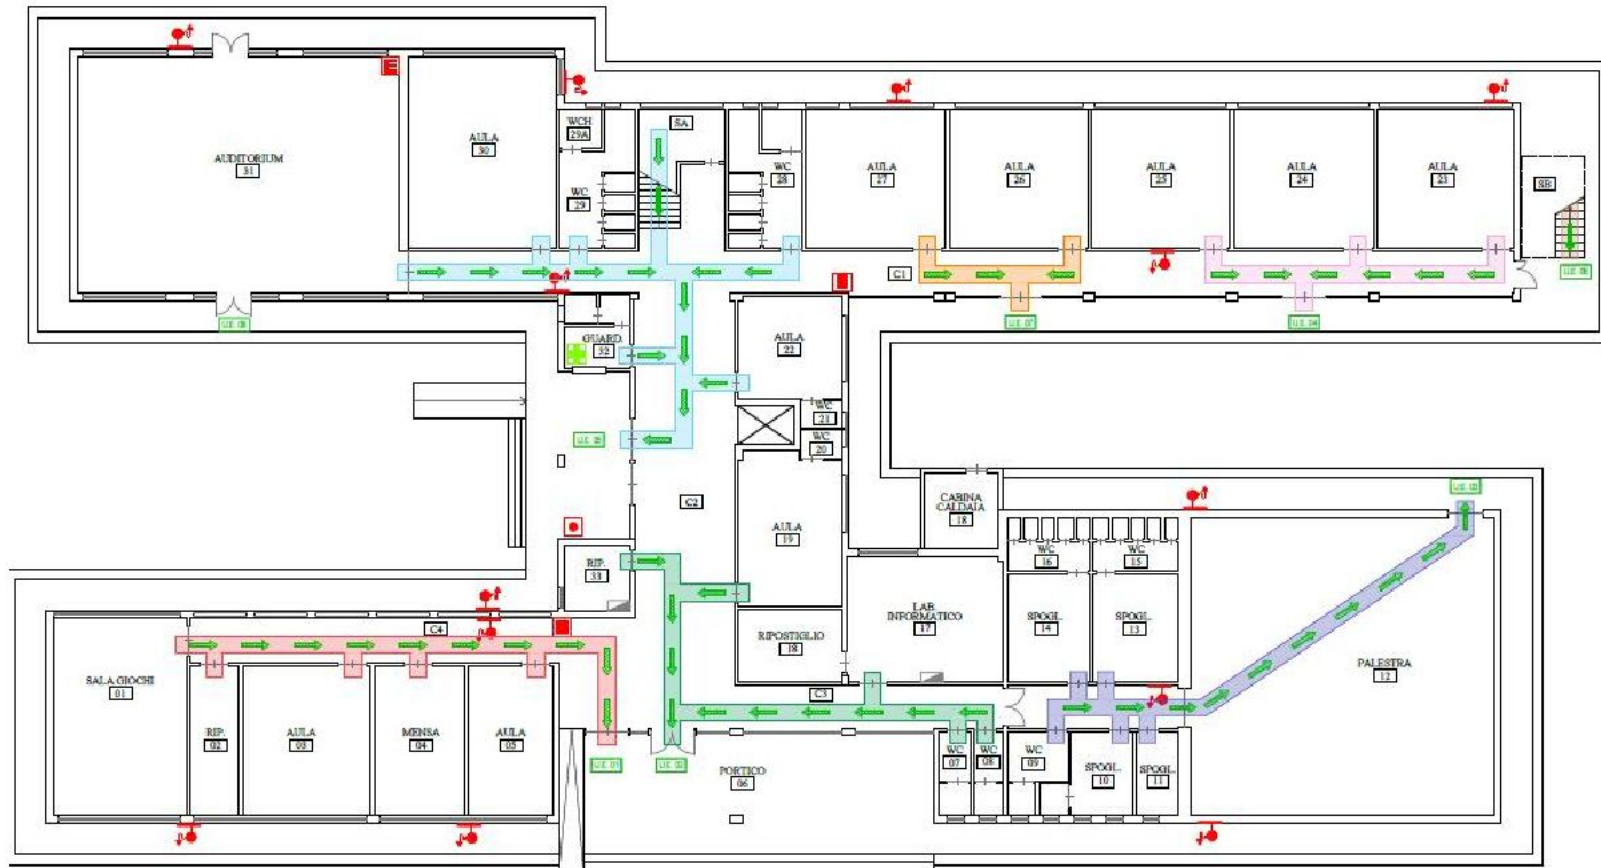 AUDITORIUM
31
AULA
30
WCH
29A
WC
29
SA
WC
28
AULA
27
AULA
26
AULA
25
AULA
24
AULA
23
SB
C1
GUARD.
32
AULA
22
WC
21
WC
20
C2
AULA
19
CABINA
CALDAIA
18
RIP.
33
RIPOSTIGLIO
18
LAB.
INFORMATICO
17
WC
16
WC
15
SPOGL.
14
SPOGL.
13
PALESTRA
12
C4
C3
SALA GIOCHI
01
RIP.
02
AULA
03
MENSA
04
AULA
05
U.E. 01
U.E. 02
PORTICO
06
WC
07
WC
08
WC
09
SPOGL.
10
SPOGL.
11
U.E. 07
U.E. 03